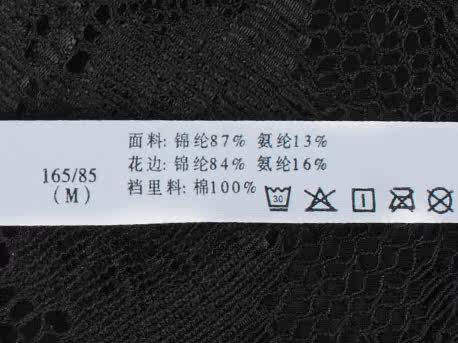 面料: 锦纶87% 氨纶13%
花边: 锦纶84% 氨纶16%
裆里料: 棉100%
165/85
(M)
30